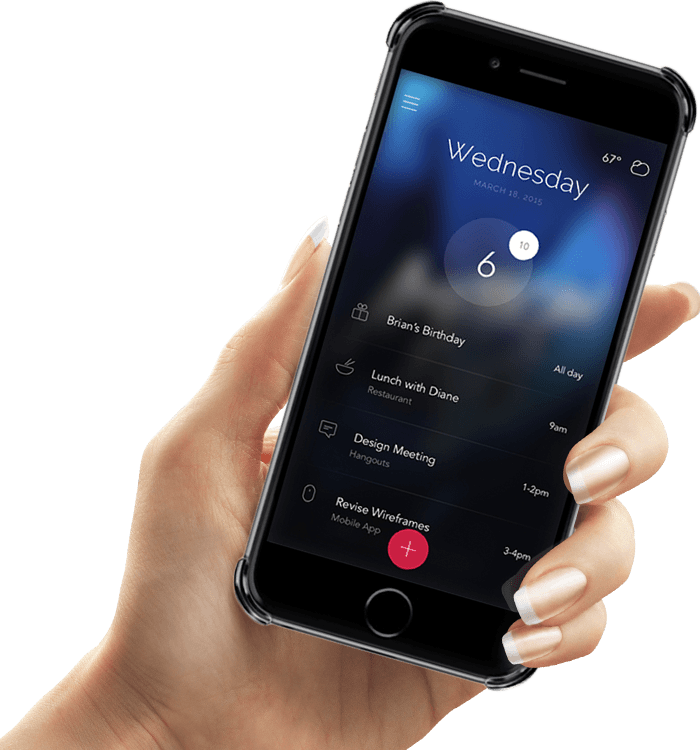 67°
Wednesday
MARCH 18, 2015
10
6
Brian's Birthday
All day
Lunch with Diane
Restaurant
9am
Design Meeting
Hangouts
1-2pm
Revise Wireframes
Mobile App
3-4pm